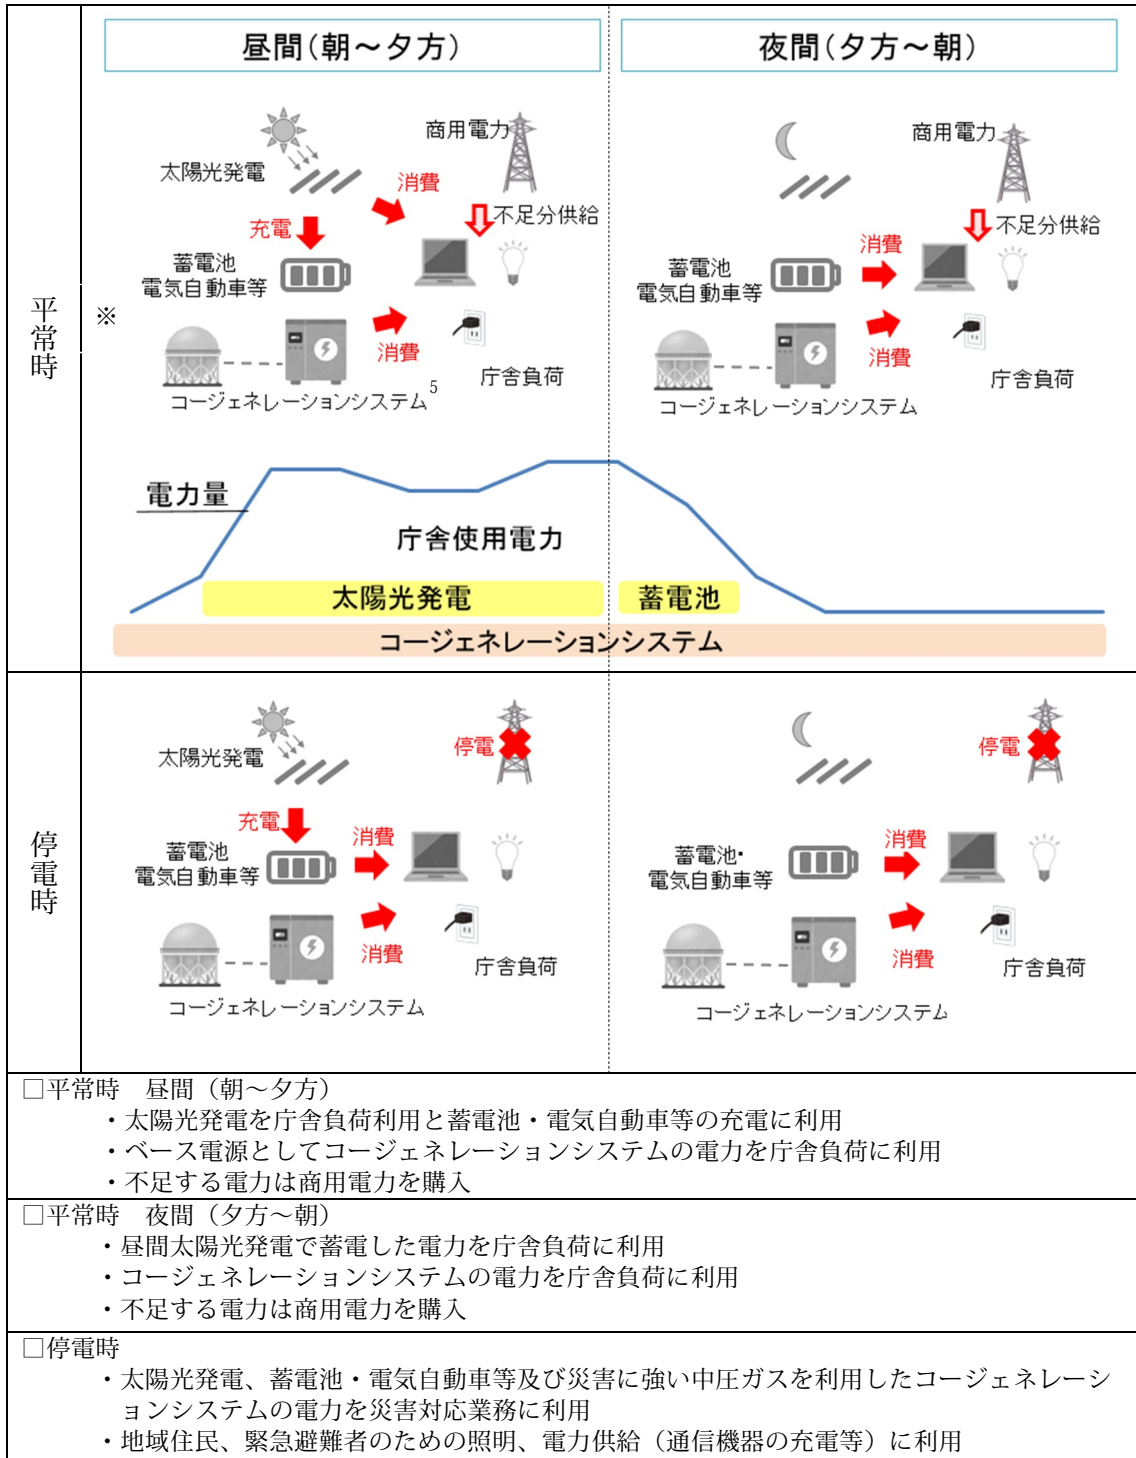 昼間(朝～夕方)
夜間(夕方～朝)
平常時
※
太陽光発電
商用電力
消費
充電
不足分供給
蓄電池
電気自動車等
消費
庁舎負荷
コージェネレーションシステム5
商用電力
不足分供給
消費
蓄電池
電気自動車等
消費
庁舎負荷
コージェネレーションシステム
電力量
庁舎使用電力
太陽光発電
蓄電池
コージェネレーションシステム
停電時
太陽光発電
停電
充電
消費
蓄電池
電気自動車等
消費
庁舎負荷
コージェネレーションシステム
停電
消費
蓄電池・
電気自動車等
消費
庁舎負荷
コージェネレーションシステム
□平常時　昼間（朝～夕方）
・太陽光発電を庁舎負荷利用と蓄電池・電気自動車等の充電に利用
・ベース電源としてコージェネレーションシステムの電力を庁舎負荷に利用
・不足する電力は商用電力を購入
□平常時　夜間（夕方～朝）
・昼間太陽光発電で蓄電した電力を庁舎負荷に利用
・コージェネレーションシステムの電力を庁舎負荷に利用
・不足する電力は商用電力を購入
□停電時
・太陽光発電、蓄電池・電気自動車等及び災害に強い中圧ガスを利用したコージェネレーシ
ョンシステムの電力を災害対応業務に利用
・地域住民、緊急避難者のための照明、電力供給（通信機器の充電等）に利用